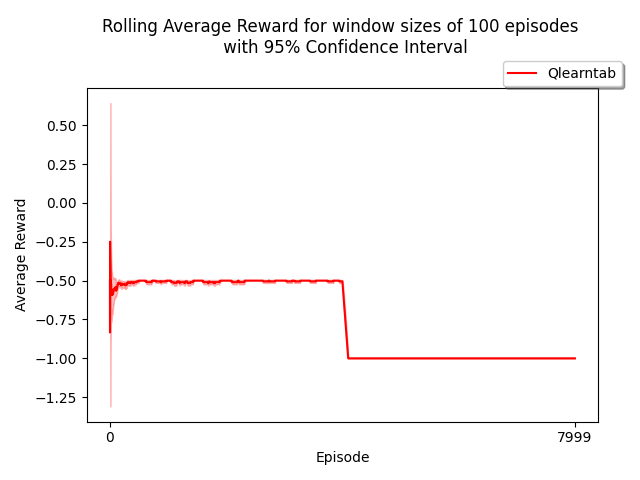 Rolling Average Reward for window sizes of 100 episodes
with 95% Confidence Interval
Qlearntab
0.50
0.25
0.00
−0.25
−0.50
−0.75
−1.00
−1.25
Average Reward
0
7999
Episode